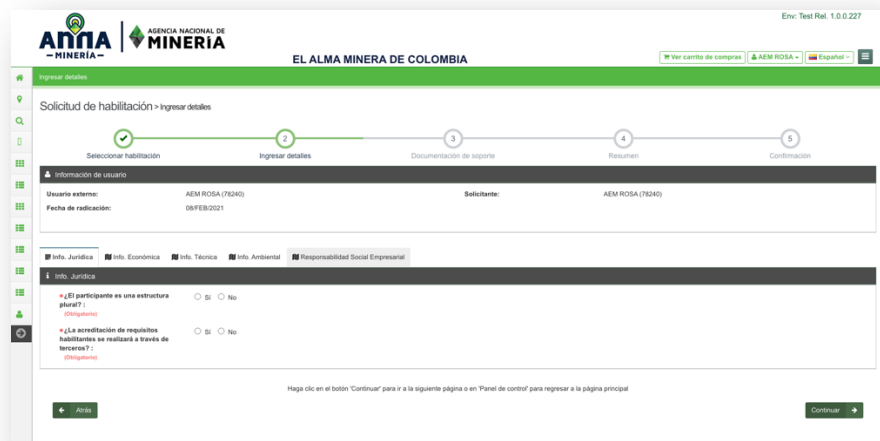 Env: Test Rel. 1.0.0.227
ANNA
– MINERÍA –
AGENCIA NACIONAL DE
MINERÍA
EL ALMA MINERA DE COLOMBIA
Ver carrito de compras
AEM ROSA
Español
Ingresar detalles
Solicitud de habilitación > Ingresar detalles
2
3
4
5
Seleccionar habilitación
Ingresar detalles
Documentación de soporte
Resumen
Confirmación
Información de usuario
Usuario externo: AEM ROSA (78240) Solicitante: AEM ROSA (78240)
Fecha de radicación: 08/FEB/2021
Info. Jurídica
Info. Económica
Info. Técnica
Info. Ambiental
Responsabilidad Social Empresarial
Info. Jurídica
*¿El participante es una estructura
plural? :
(Obligatorio)
Sí No
*¿La acreditación de requisitos
habilitantes se realizará a través de
terceros? :
(Obligatorio)
Sí No
Haga clic en el botón 'Continuar' para ir a la siguiente página o en 'Panel de control' para regresar a la página principal
Atrás
Continuar